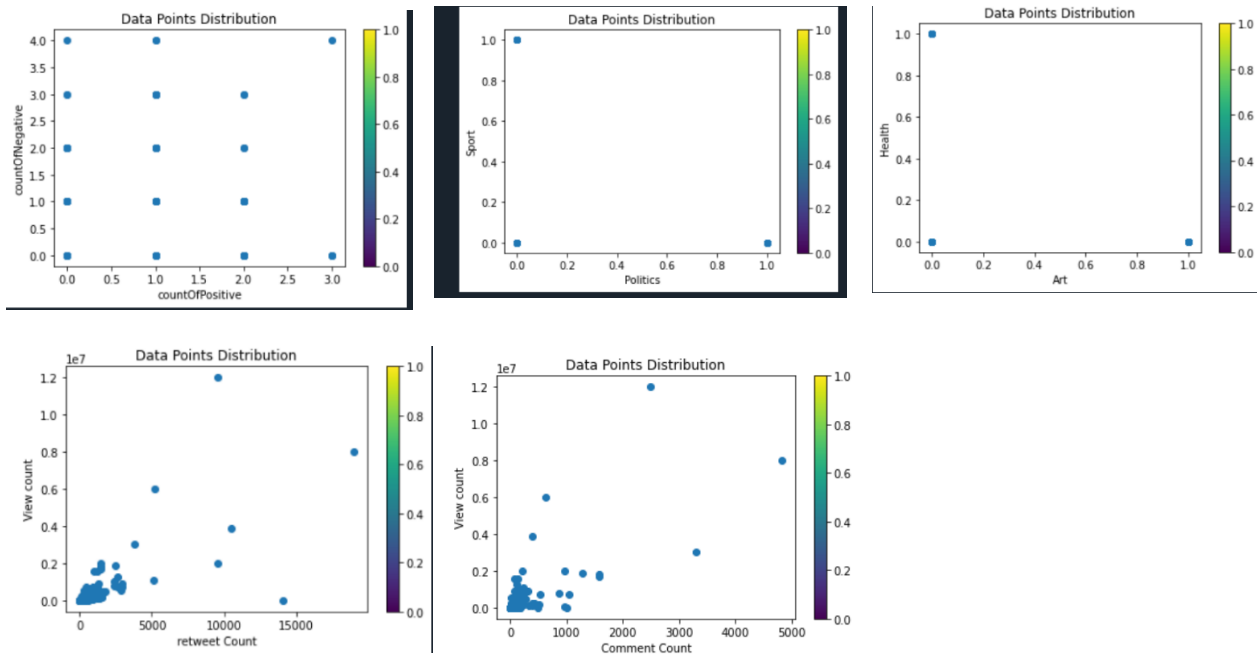 Data Points Distribution
4.0
3.5
3.0
2.5
2.0
1.5
1.0
0.5
0.0
countOfNegative
0.0 0.5 1.0 1.5 2.0 2.5 3.0
countOfPositive
1.0
0.8
0.6
0.4
0.2
0.0
Data Points Distribution
1.0
0.8
0.6
0.4
0.2
0.0
Sport
0.0 0.2 0.4 0.6 0.8 1.0
Politics
1.0
0.8
0.6
0.4
0.2
0.0
Data Points Distribution
1.0
0.8
0.6
0.4
0.2
0.0
Health
0.0 0.2 0.4 0.6 0.8 1.0
Art
1.0
0.8
0.6
0.4
0.2
0.0
Data Points Distribution
1e7
1.2
1.0
0.8
0.6
0.4
0.2
0.0
View count
0 5000 10000 15000
retweet Count
1.0
0.8
0.6
0.4
0.2
0.0
Data Points Distribution
1e7
1.2
1.0
0.8
0.6
0.4
0.2
0.0
View count
0 1000 2000 3000 4000 5000
Comment Count
1.0
0.8
0.6
0.4
0.2
0.0